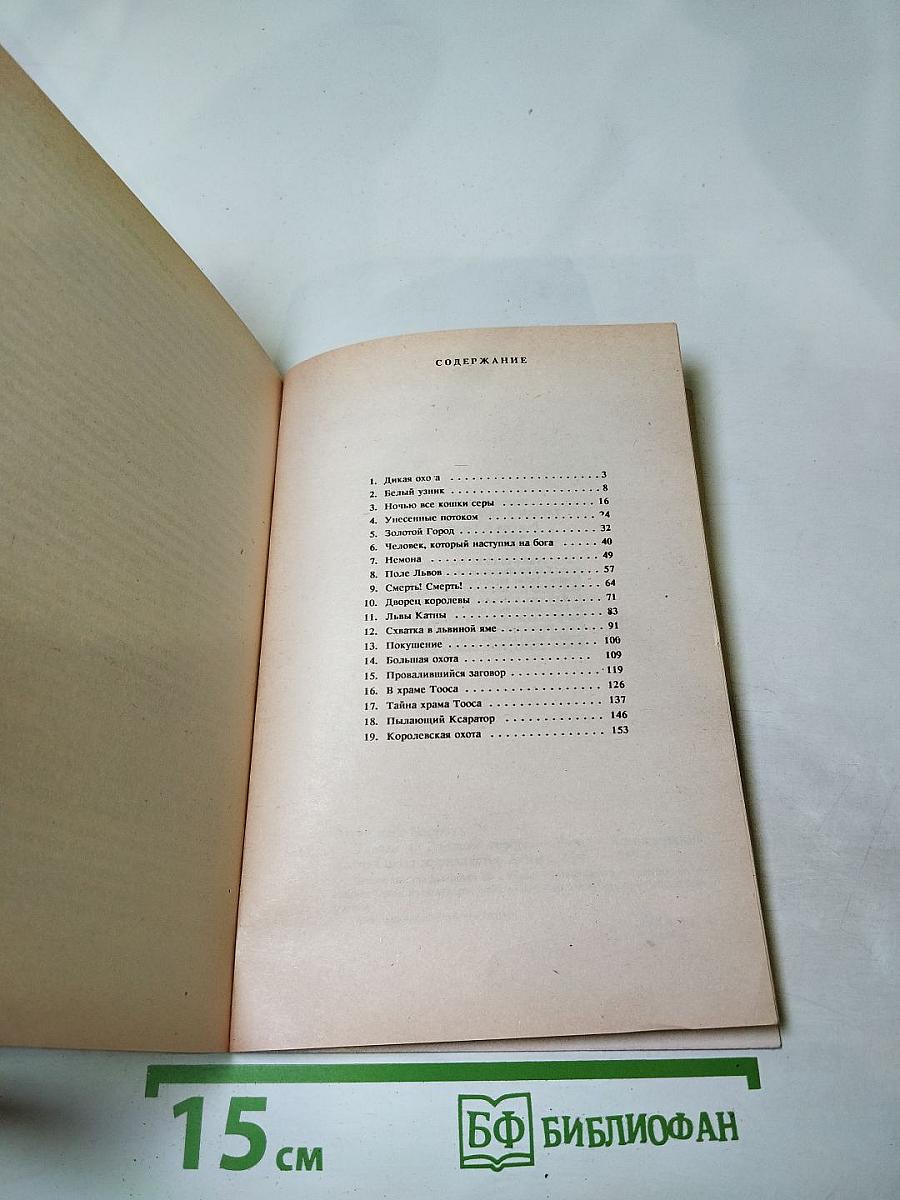 СОДЕРЖАНИЕ
1. Дикая охота . . . . . . . . . . . . . . . . . . . . . 3
2. Белый узник . . . . . . . . . . . . . . . . . . . . . 8
3. Ночью все кошки серы . . . . . . . . . . . . . . 16
4. Унесенные потоком . . . . . . . . . . . . . . . . 24
5. Золотой Город . . . . . . . . . . . . . . . . . . . 32
6. Человек, который наступил на бога . . . . . 40
7. Немона . . . . . . . . . . . . . . . . . . . . . . . 49
8. Поле Львов . . . . . . . . . . . . . . . . . . . . . 57
9. Смерть! Смерть! . . . . . . . . . . . . . . . . . . 64
10. Дворец королевы . . . . . . . . . . . . . . . . . 71
11. Львы Катны . . . . . . . . . . . . . . . . . . . . 83
12. Схватка в львиной яме . . . . . . . . . . . . . 91
13. Покушение . . . . . . . . . . . . . . . . . . . . 100
14. Большая охота . . . . . . . . . . . . . . . . . 109
15. Провалившийся заговор . . . . . . . . . . . . 119
16. В храме Тооса . . . . . . . . . . . . . . . . . . 126
17. Тайна храма Тооса . . . . . . . . . . . . . . . 137
18. Пылающий Ксаратор . . . . . . . . . . . . . . 146
19. Королевская охота . . . . . . . . . . . . . . . 153
15 см
БФ БИБЛИОФАН